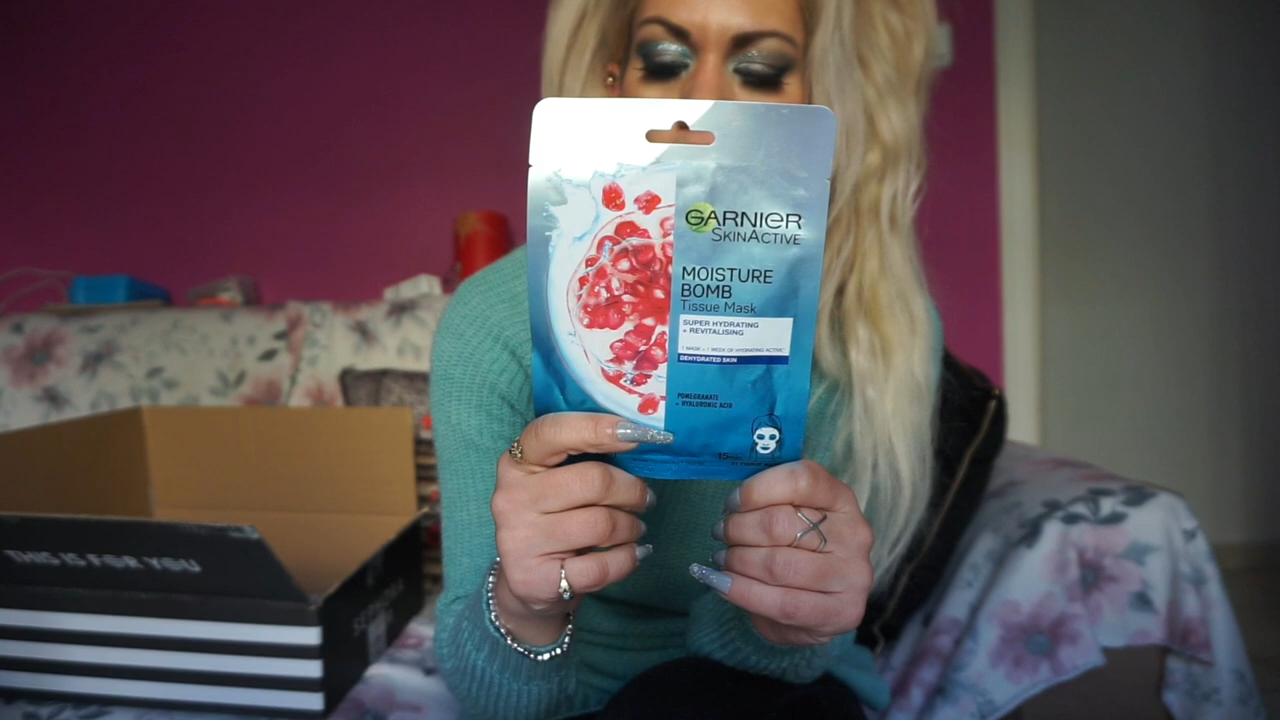 GARNIER
SKINACTIVE
MOISTURE
BOMB
Tissue Mask
SUPER HYDRATING
+ REVITALISING
1 MASK = 1 WEEK OF HYDRATING ACTIVE*
DEHYDRATED SKIN
POMEGRANATE
+ HYALURONIC ACID
THIS IS FOR YOU